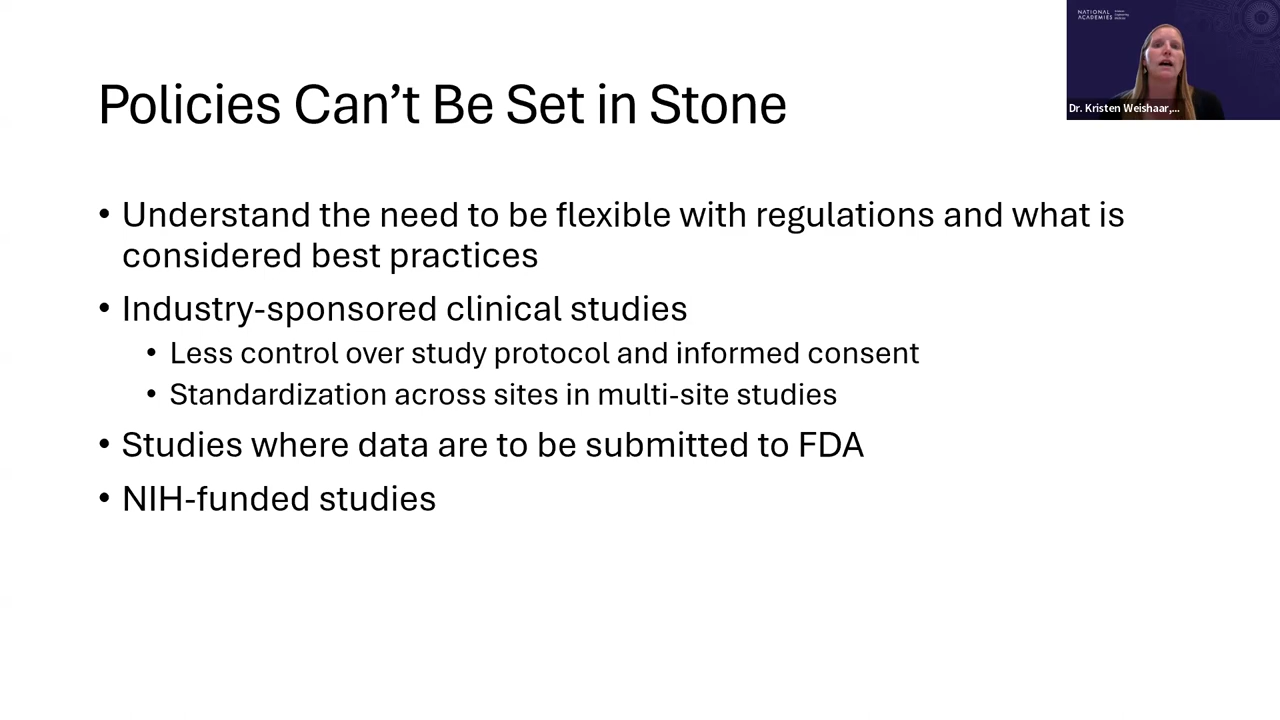 NATIONAL
ACADEMIES
Dr. Kristen Weishaar,...
Policies Can’t Be Set in Stone
• Understand the need to be flexible with regulations and what is
considered best practices
• Industry-sponsored clinical studies
• Less control over study protocol and informed consent
• Standardization across sites in multi-site studies
• Studies where data are to be submitted to FDA
• NIH-funded studies